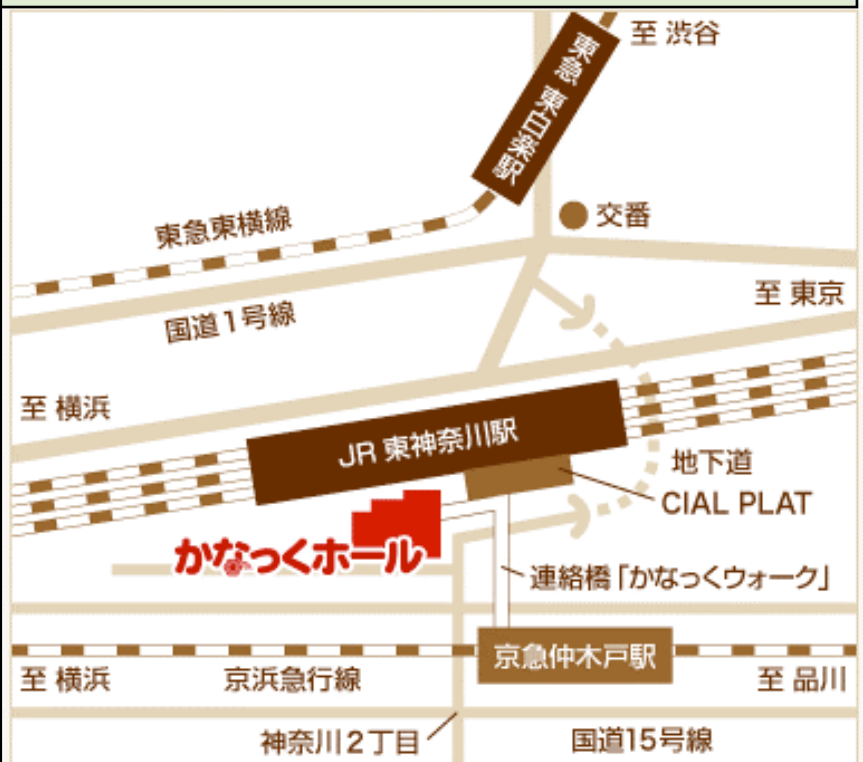 至 渋谷
東急 東白楽駅
交番
東急東横線
至 東京
国道1号線
至 横浜
JR 東神奈川駅
地下道
CIAL PLAT
かなっくホール
連絡橋「かなっくウォーク」
京急仲木戸駅
至 横浜
京浜急行線
至 品川
神奈川2丁目
国道15号線